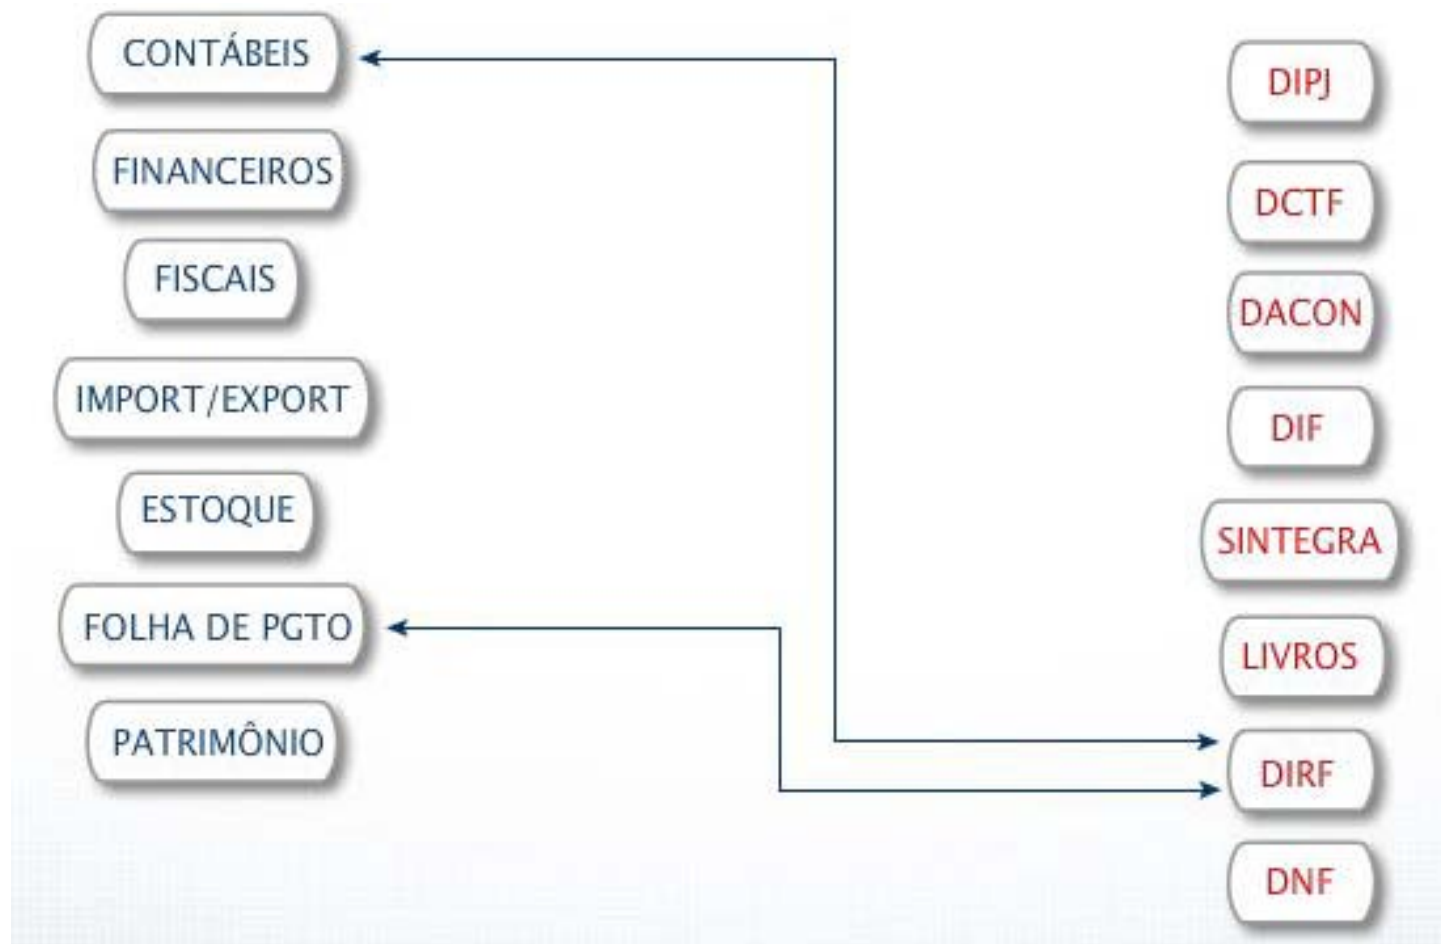 CONTÁBEIS
FINANCEIROS
FISCAIS
IMPORT/EXPORT
ESTOQUE
FOLHA DE PGTO
PATRIMÔNIO
DIPJ
DCTF
DACON
DIF
SINTEGRA
LIVROS
DIRF
DNF